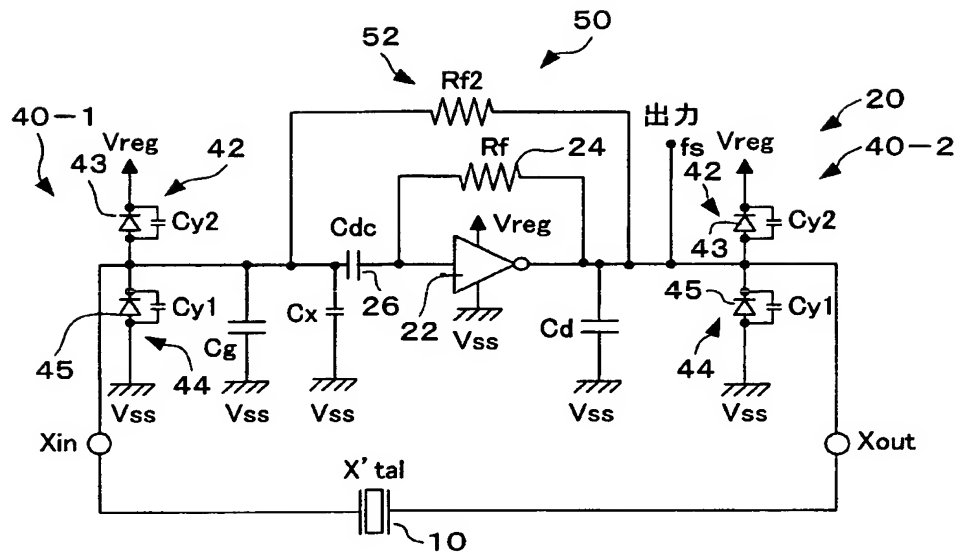 50
52
Rf2
出力
20
40-1
Vreg
42
Rf
24
fs
Vreg
40-2
43
42
Cy2
Cdc
Vreg
Cy2
43
Cy1
Cx
26
22
Cd
45
Cy1
Cg
Vss
44
45
44
Vss
Vss
Vss
Vss
Vss
Xin
Xout
X'tal
10